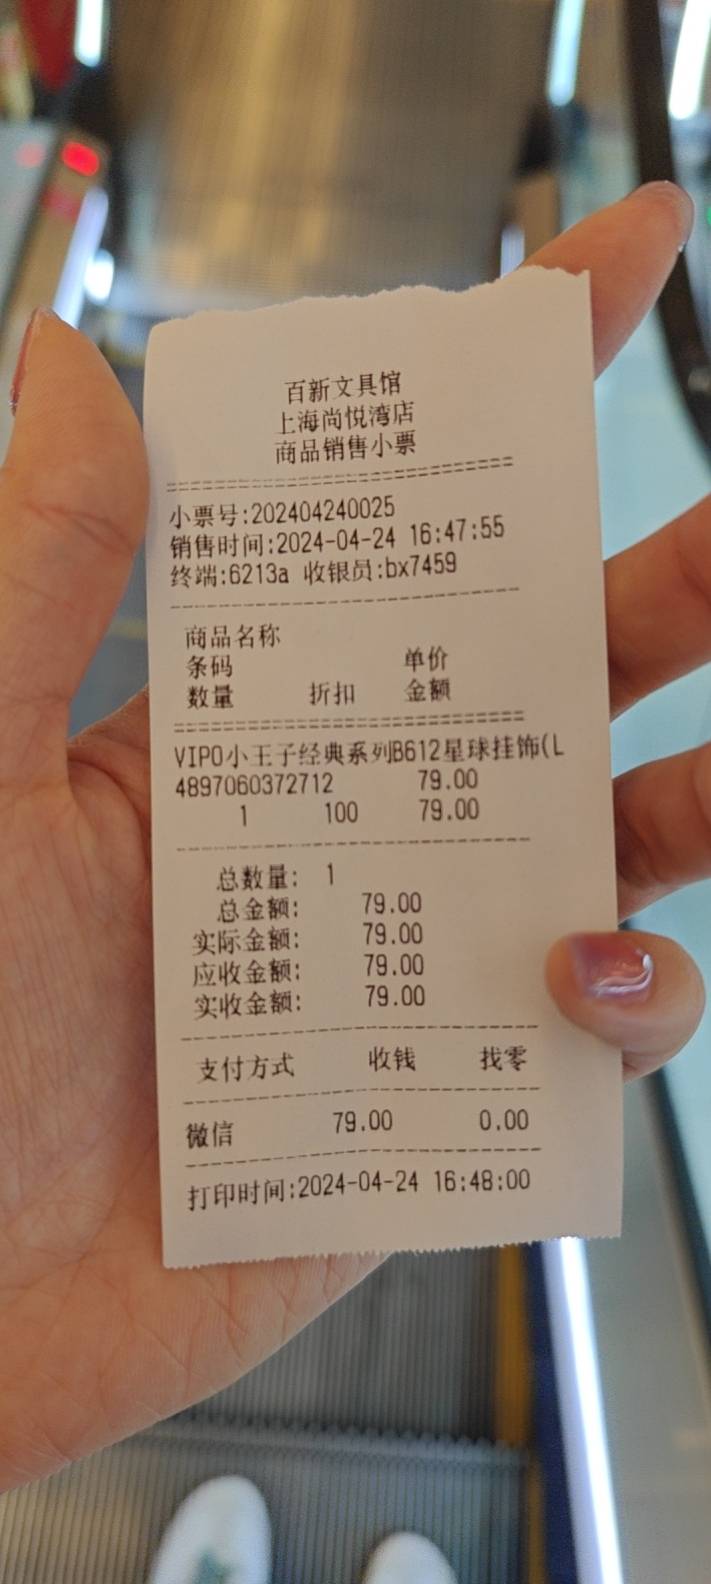 百新文具馆
上海尚悦湾店
商品销售小票
小票号:202404240025
销售时间:2024-04-24 16:47:55
终端:6213a 收银员:bx7459
商品名称
条码 单价
数量 折扣 金额
VIPO小王子经典系列B612星球挂饰(L
4897060372712 79.00
1 100 79.00
总数量: 1
总金额: 79.00
实际金额: 79.00
应收金额: 79.00
实收金额: 79.00
支付方式 收钱 找零
微信 79.00 0.00
打印时间:2024-04-24 16:48:00